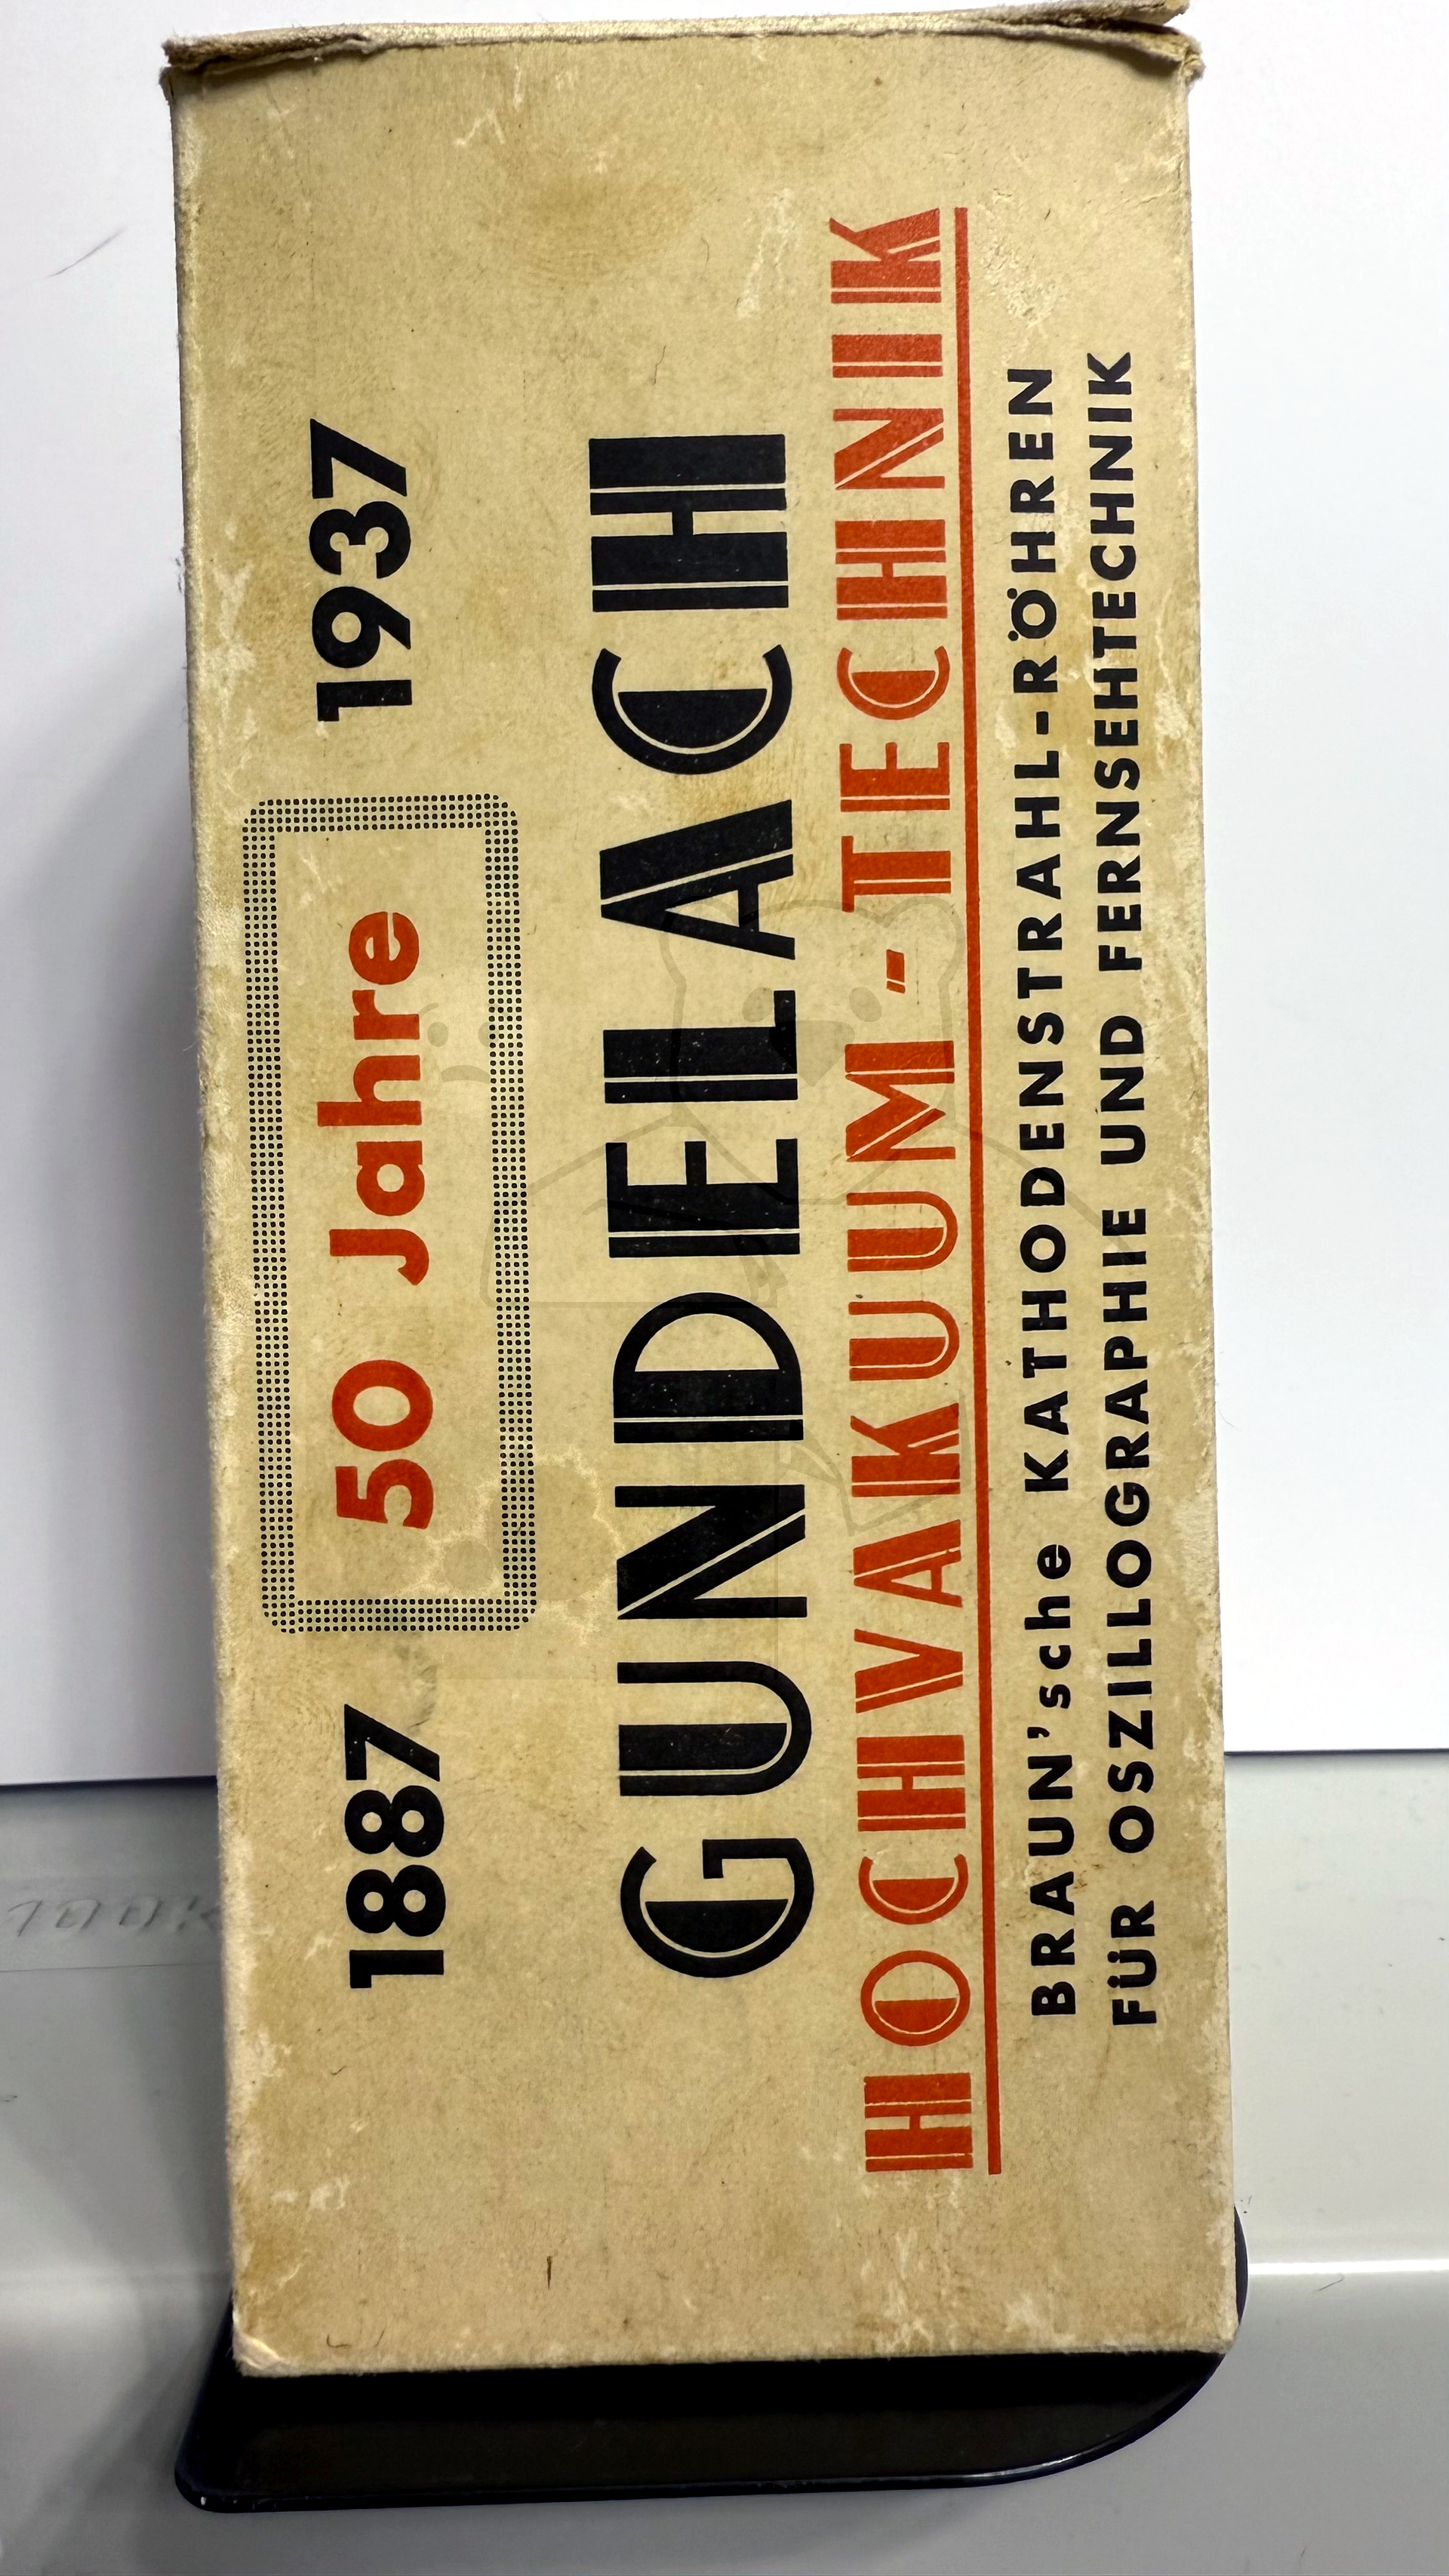 1887 50 Jahre 1937
GUNDELACH
HOCHVAKUUM-TECHNIK
BRAUN'sche KATHODENSTRAHL-RÖHREN
FÜR OSZILLOGRAPHIE UND FERNSEHTECHNIK